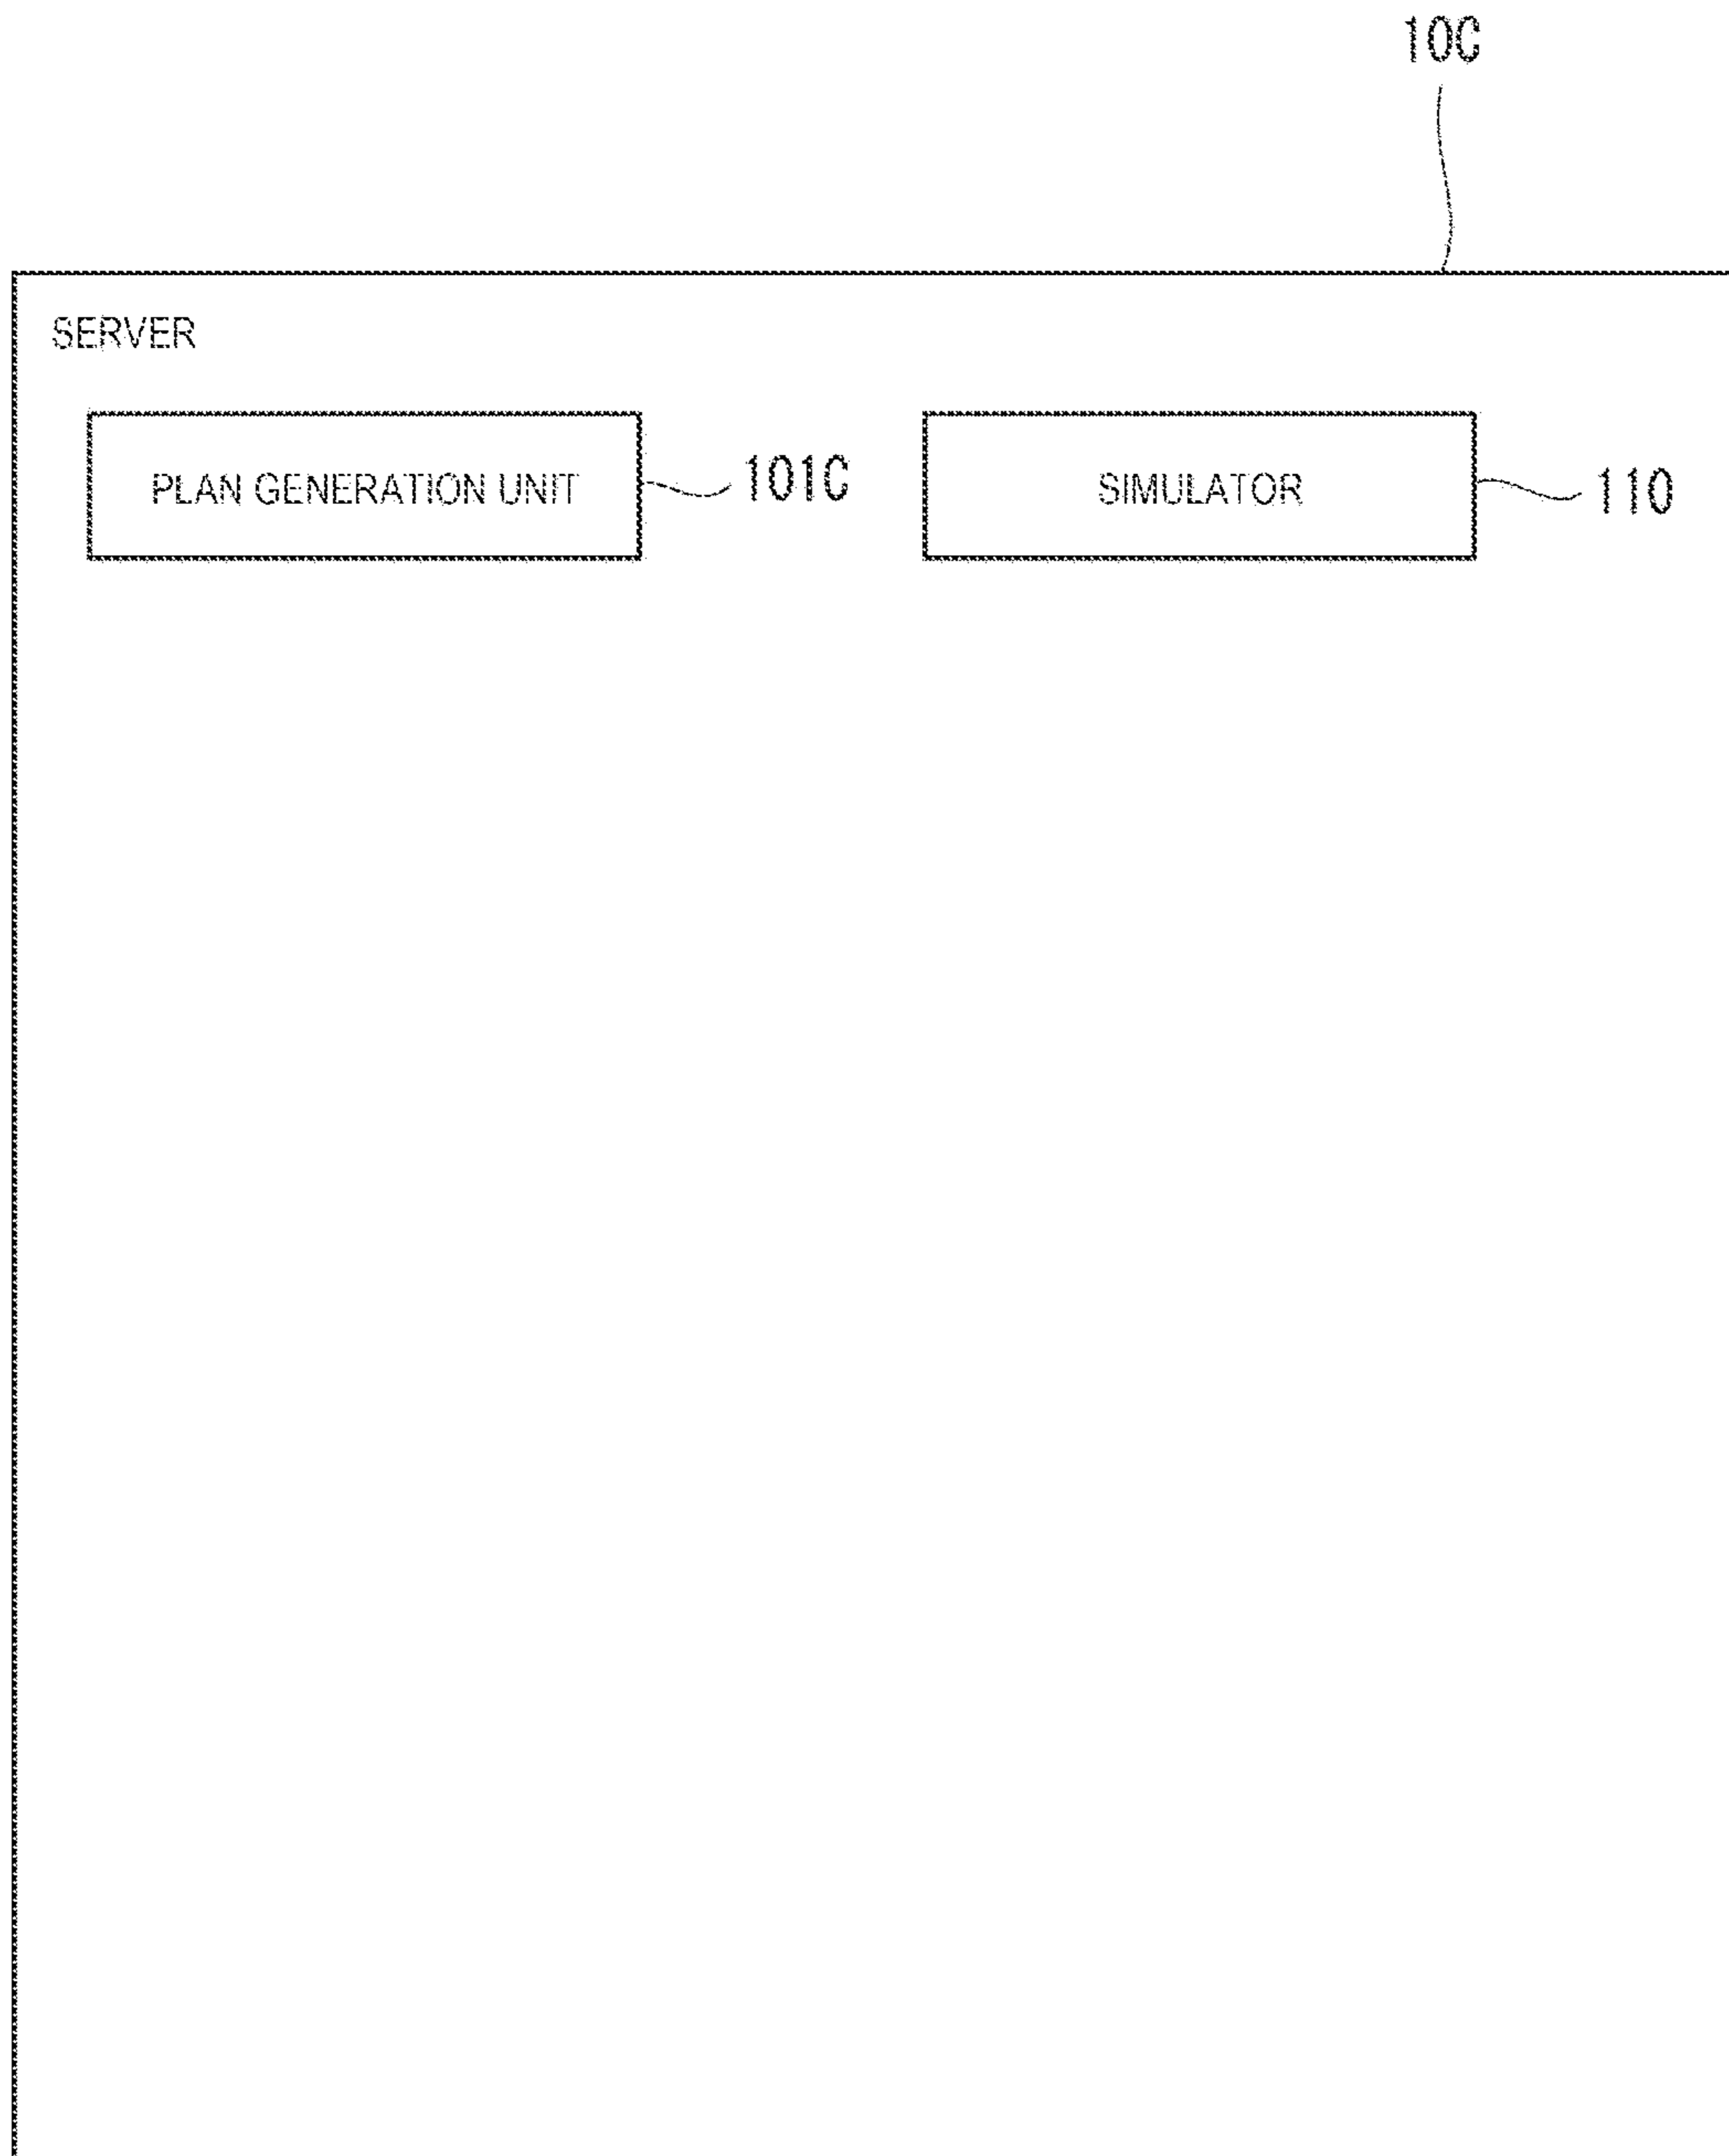 10C
SERVER
PLAN GENERATION UNIT 101C SIMULATOR 110